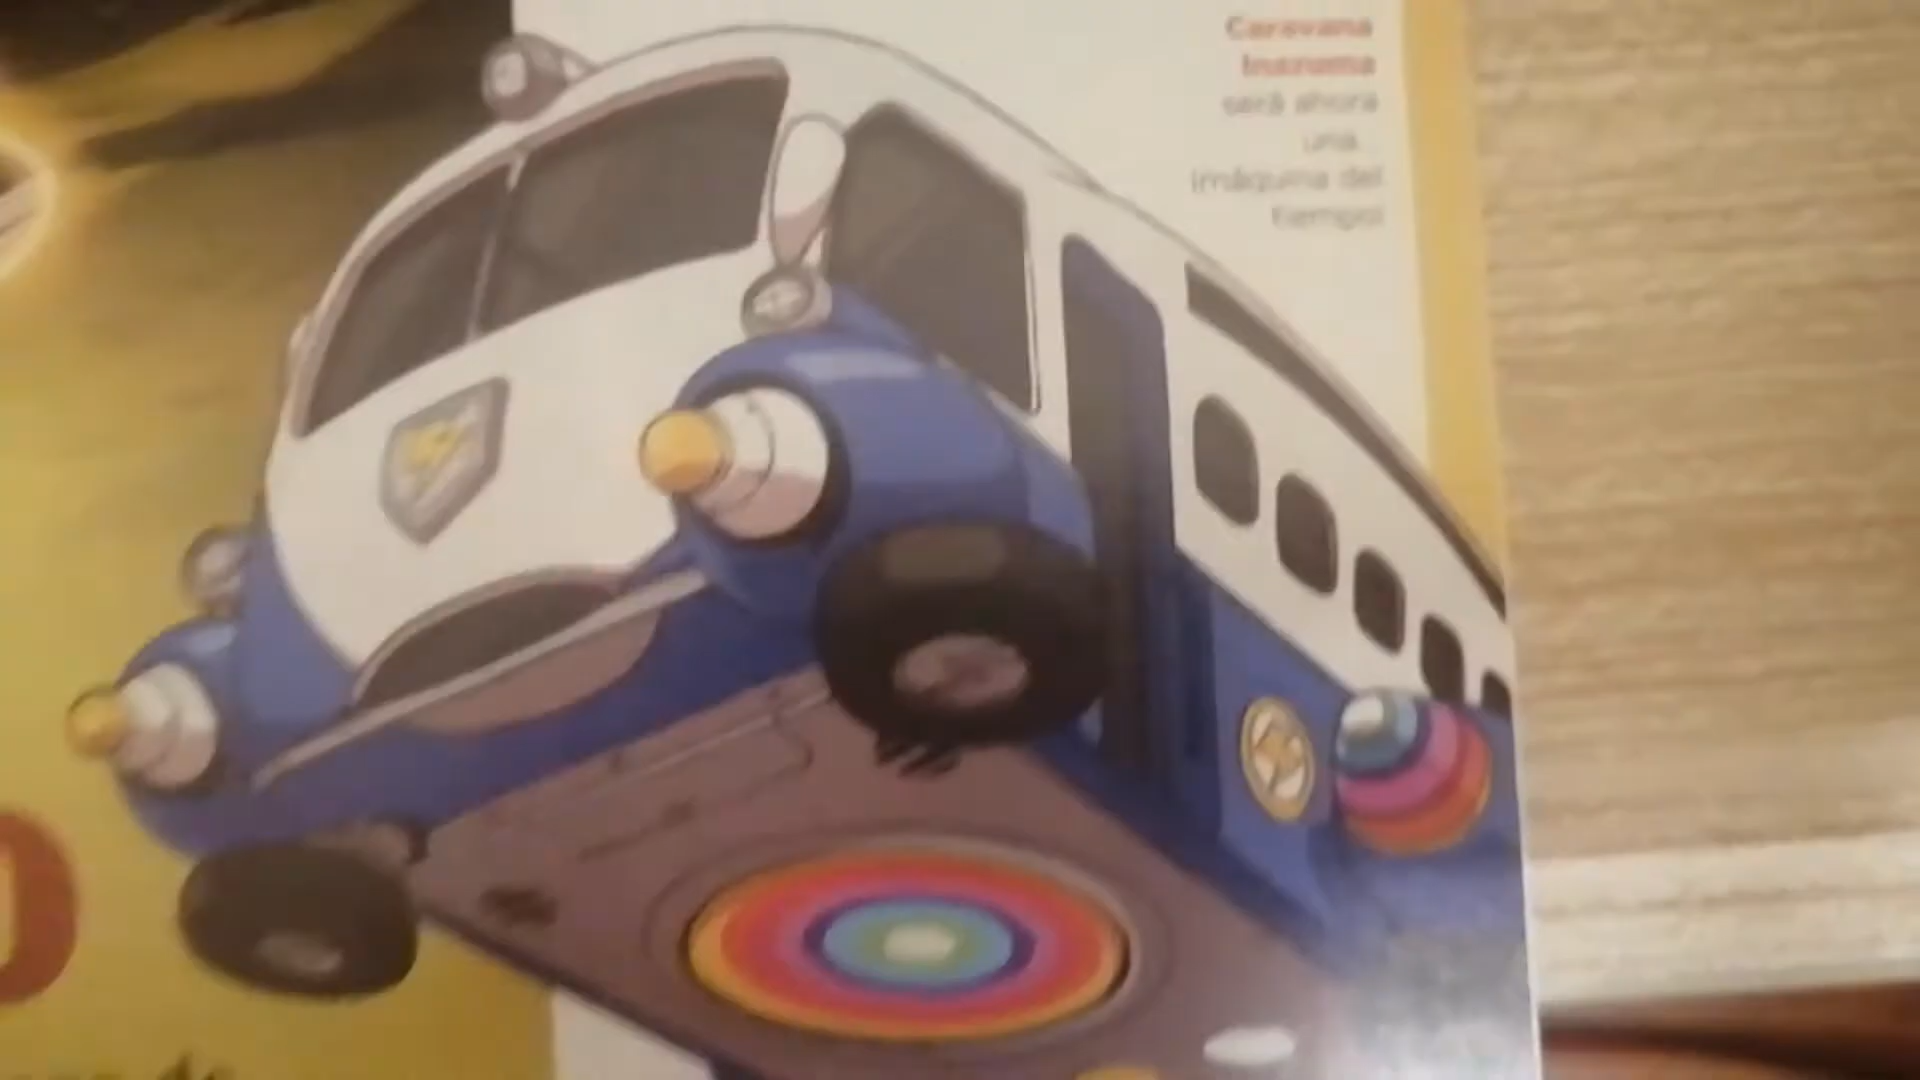 Caravana
Inazuma
será ahora
una
¡máquina del
tiempo!